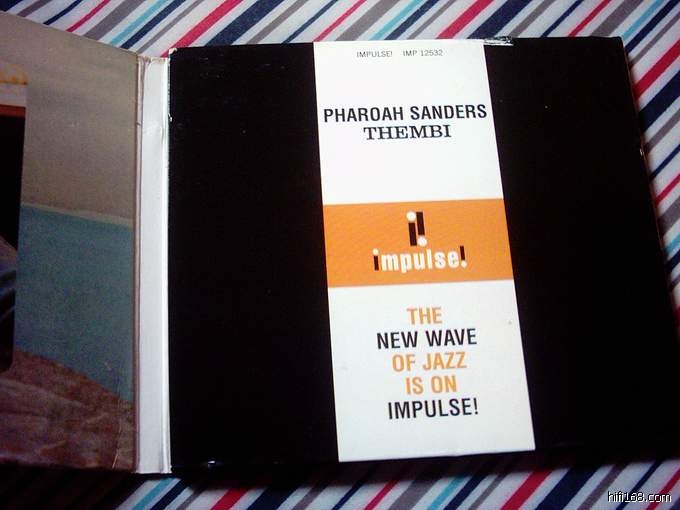 IMPULSE! IMP 12532
PHAROAH SANDERS
THEMBI
impulse!
THE
NEW WAVE
OF JAZZ
IS ON
IMPULSE!
hifi168.com